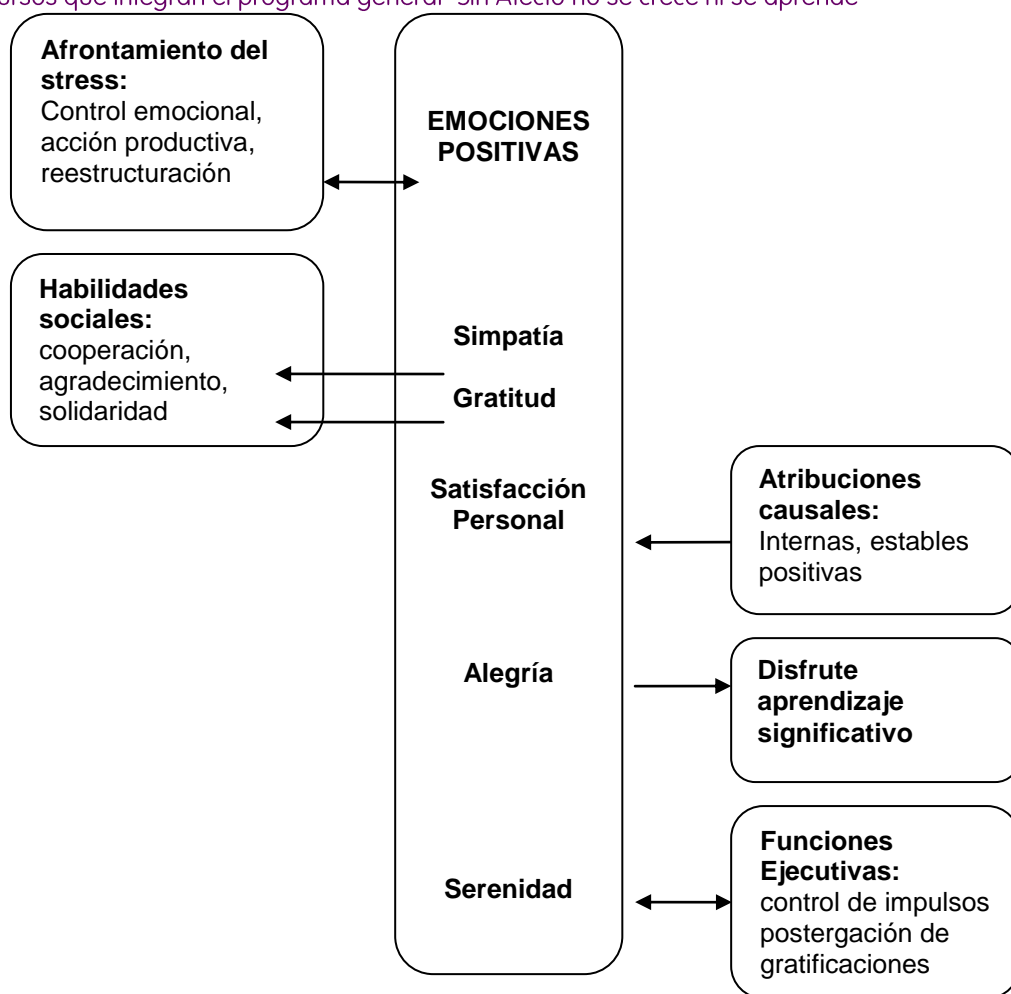 ursos que integran el programa general "Sin Afecto no se crece ni se aprende"
Afrontamiento del
stress:
Control emocional,
acción productiva,
reestructuración
EMOCIONES
POSITIVAS
Habilidades
sociales:
cooperación,
agradecimiento,
solidaridad
Simpatía
Gratitud
Satisfacción
Personal
Atribuciones
causales:
Internas, estables
positivas
Alegría
Disfrute
aprendizaje
significativo
Serenidad
Funciones
Ejecutivas:
control de impulsos
postergación de
gratificaciones